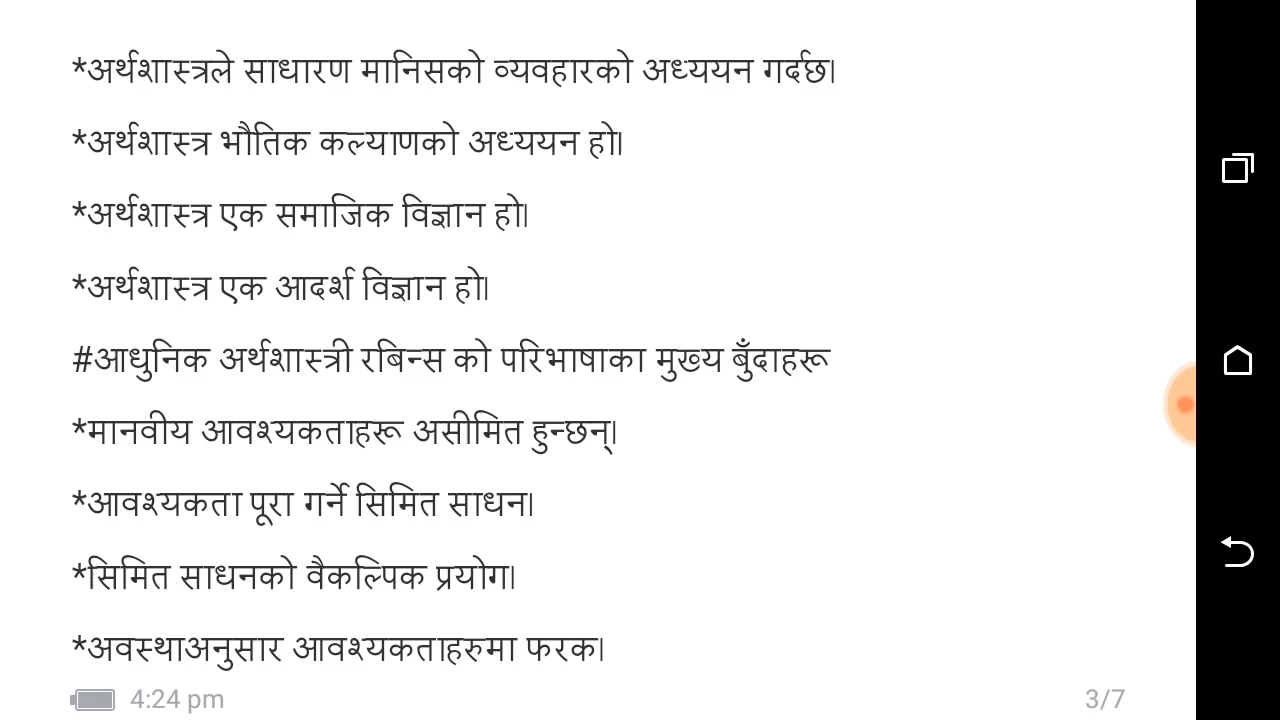 *अर्थशास्त्रले साधारण मानिसको व्यवहारको अध्ययन गर्दछ।
*अर्थशास्त्र भौतिक कल्याणको अध्ययन हो।
*अर्थशास्त्र एक समाजिक विज्ञान हो।
*अर्थशास्त्र एक आदर्श विज्ञान हो।
#आधुनिक अर्थशास्त्री रबिन्स को परिभाषाका मुख्य बुँदाहरू
*मानवीय आवश्यकताहरू असीमित हुन्छन्।
*आवश्यकता पूरा गर्ने सिमित साधन।
*सिमित साधनको वैकल्पिक प्रयोग।
*अवस्थाअनुसार आवश्यकताहरुमा फरक।
4:24 pm 3/7